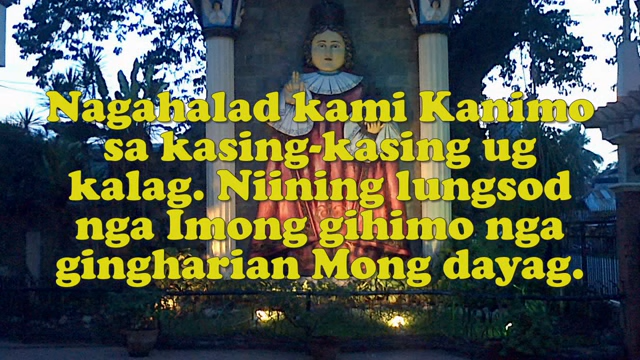 Nagahalad kami Kanimo
sa kasing-kasing ug
kalag. Niining lungsod
nga Imong gihimo nga
gingharian Mong dayag.